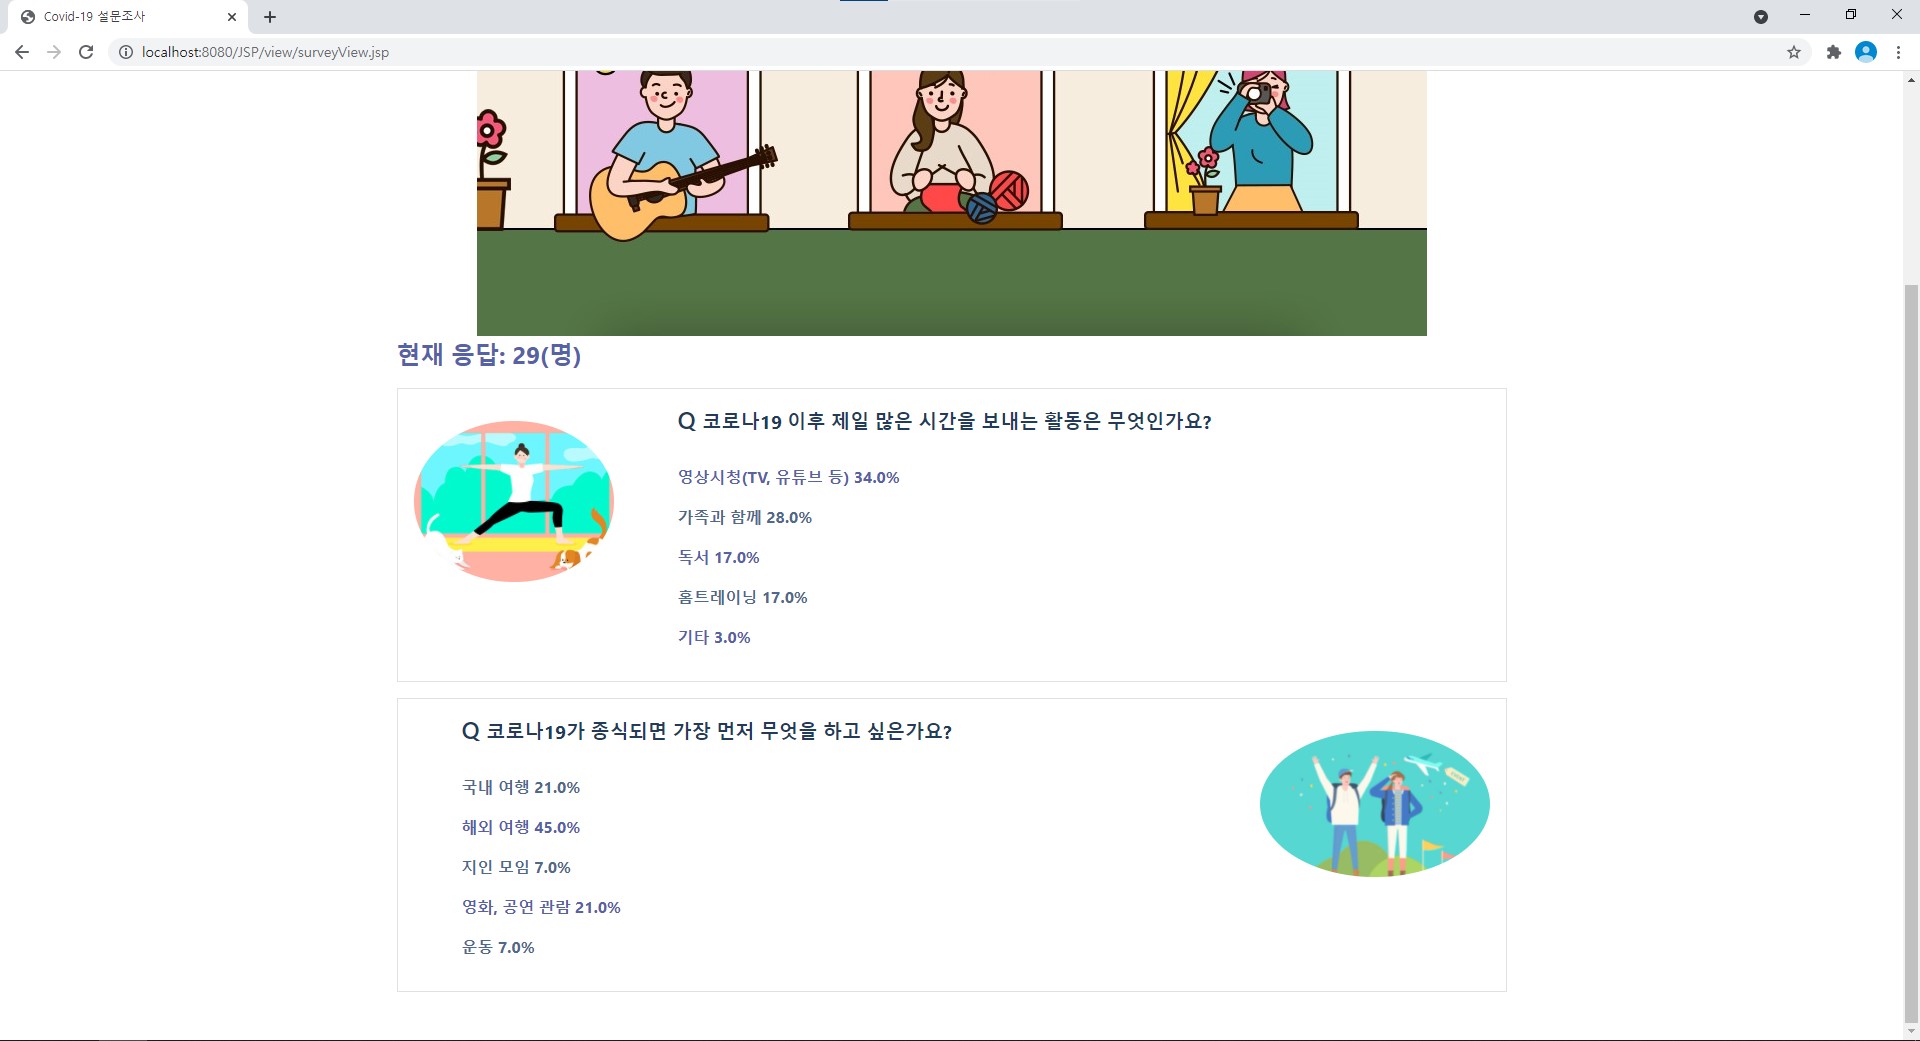 Covid-19 설문조사
localhost:8080/JSP/view/surveyView.jsp
현재 응답: 29(명)
Q 코로나19 이후 제일 많은 시간을 보내는 활동은 무엇인가요?
영상시청(TV, 유튜브 등) 34.0%
가족과 함께 28.0%
독서 17.0%
홈트레이닝 17.0%
기타 3.0%
Q 코로나19가 종식되면 가장 먼저 무엇을 하고 싶은가요?
국내 여행 21.0%
해외 여행 45.0%
지인 모임 7.0%
영화, 공연 관람 21.0%
운동 7.0%